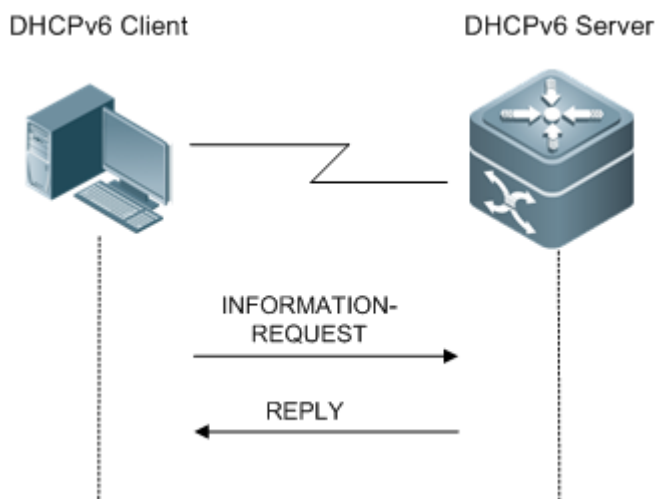 DHCPv6 Client
DHCPv6 Server
INFORMATION-
REQUEST
REPLY